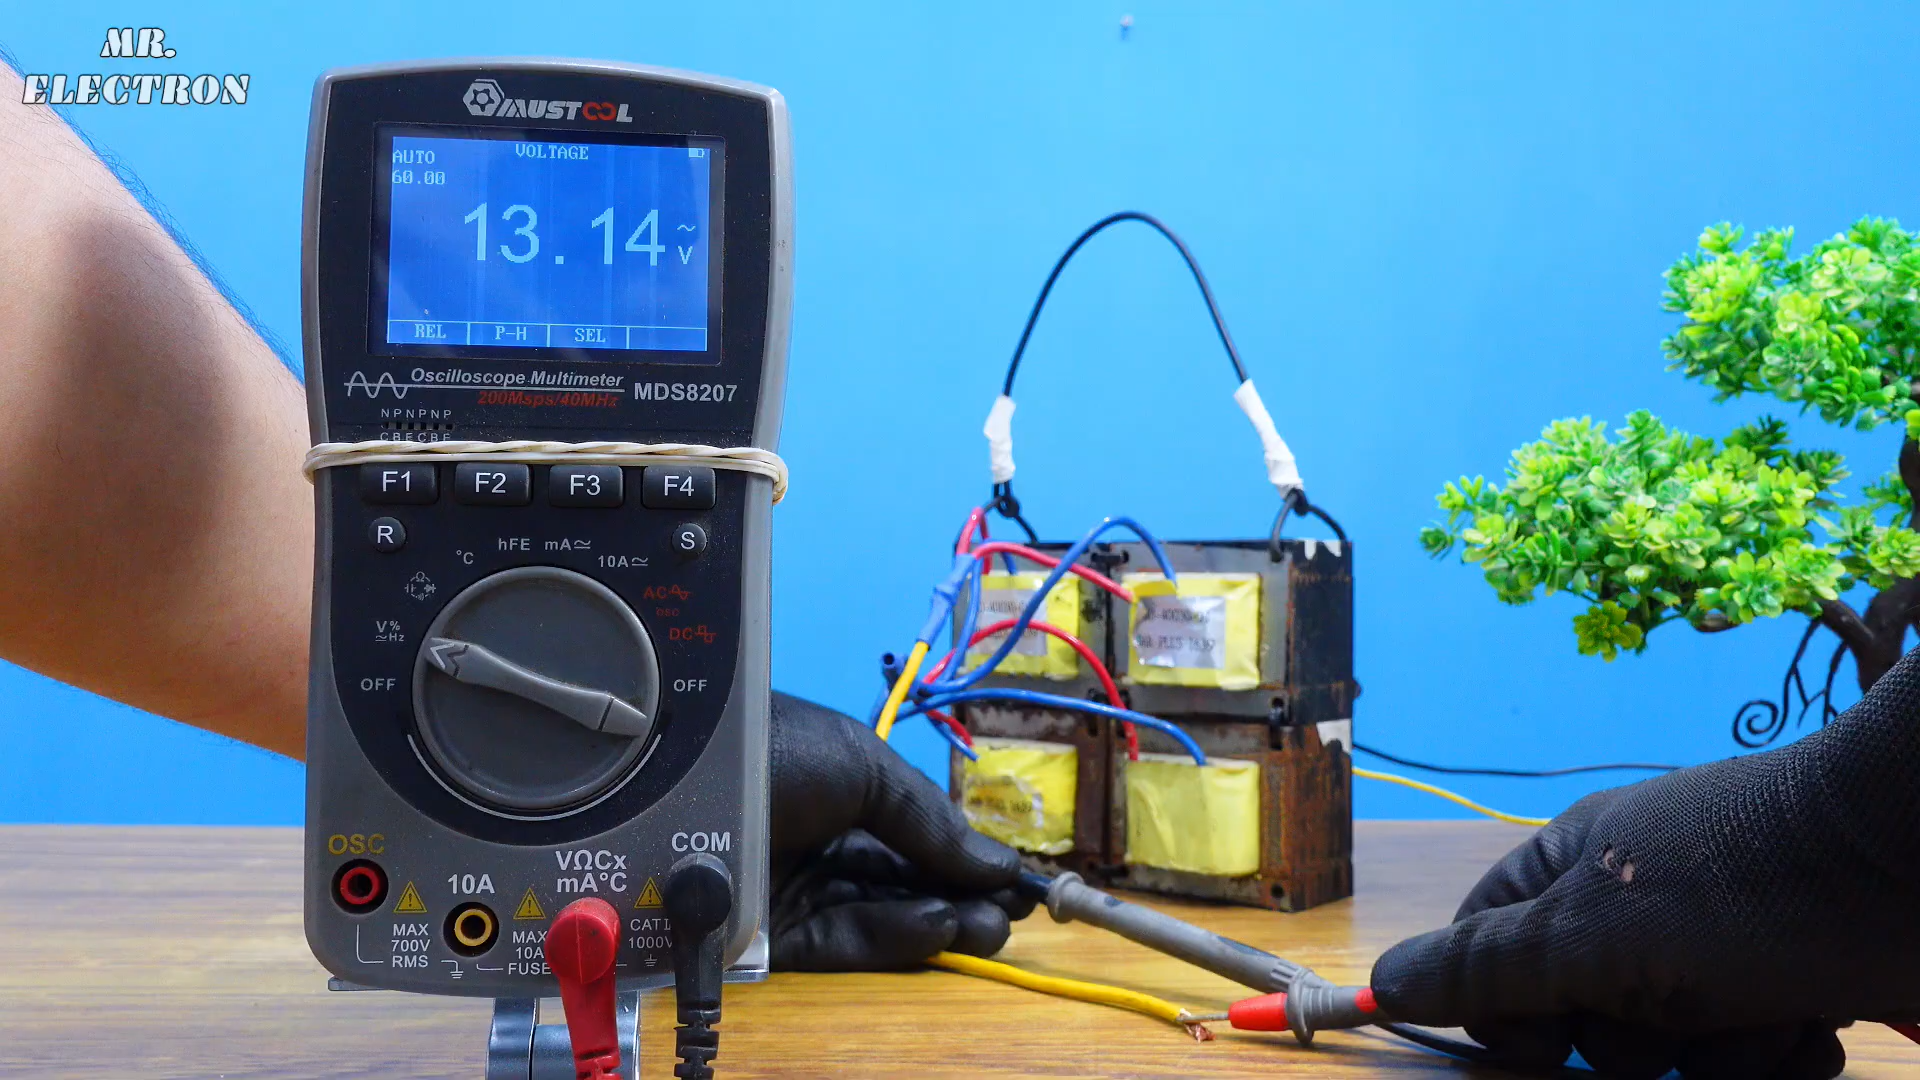 MR.
ELECTRON
MUSTOOL
AUTO
VOLTAGE
60.00
13.14 ~
V
REL
P-H
SEL
Oscilloscope Multimeter
200Msps/40MHz
MDS8207
NPNPNP
CBECBE
F1
F2
F3
F4
R
S
°C
hFE
mA≂
10A≂
AC
OSC
DC
Ω
V%
≂Hz
OFF
OFF
OSC
COM
VΩCx
mA°C
10A
MAX
700V
RMS
MAX
10A
FUSE
CAT I
1000V